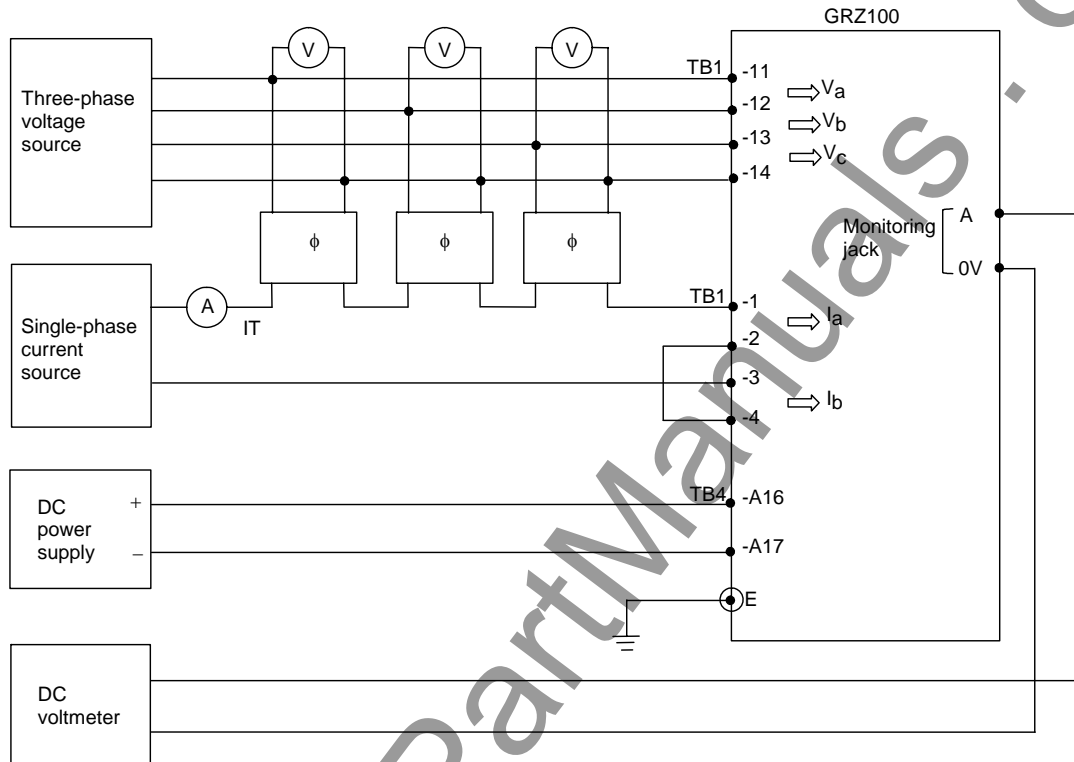 GRZ100
V V V
TB1 -11
Va
-12
Vb
-13
Vc
-14
Three-phase
voltage
source
ϕ ϕ ϕ
Monitoring
jack
A
0V
Single-phase
current
source
A
IT
TB1 -1
Ia
-2
-3
Ib
-4
DC
power
supply
+
−
TB4 -A16
-A17
E
DC
voltmeter
PartManuals . c